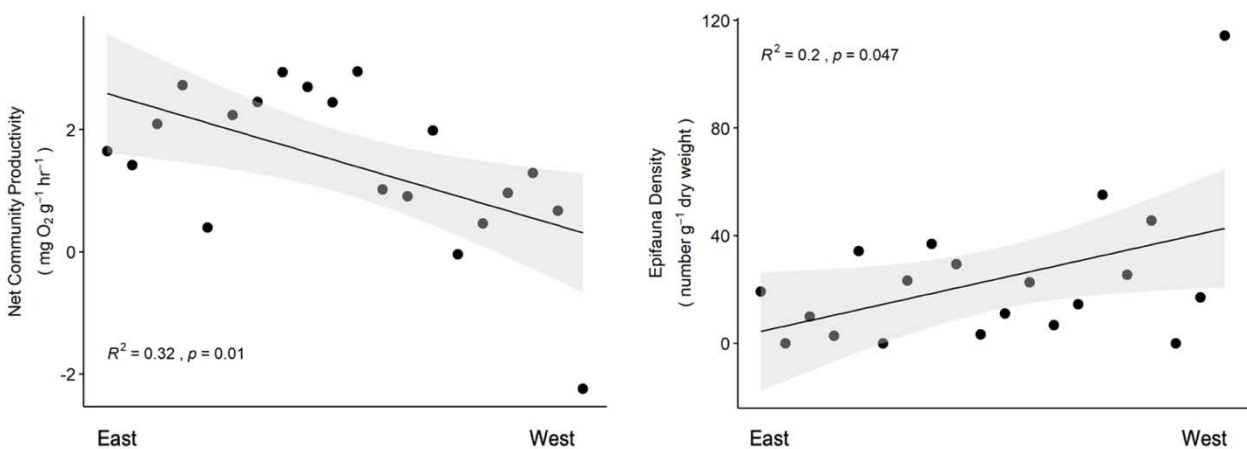 Net Community Productivity
( mg O₂ g⁻¹ hr⁻¹ )
2
0
-2
R² = 0.32 , p = 0.01
East West
Epifauna Density
( number g⁻¹ dry weight )
120
80
40
0
R² = 0.2 , p = 0.047
East West